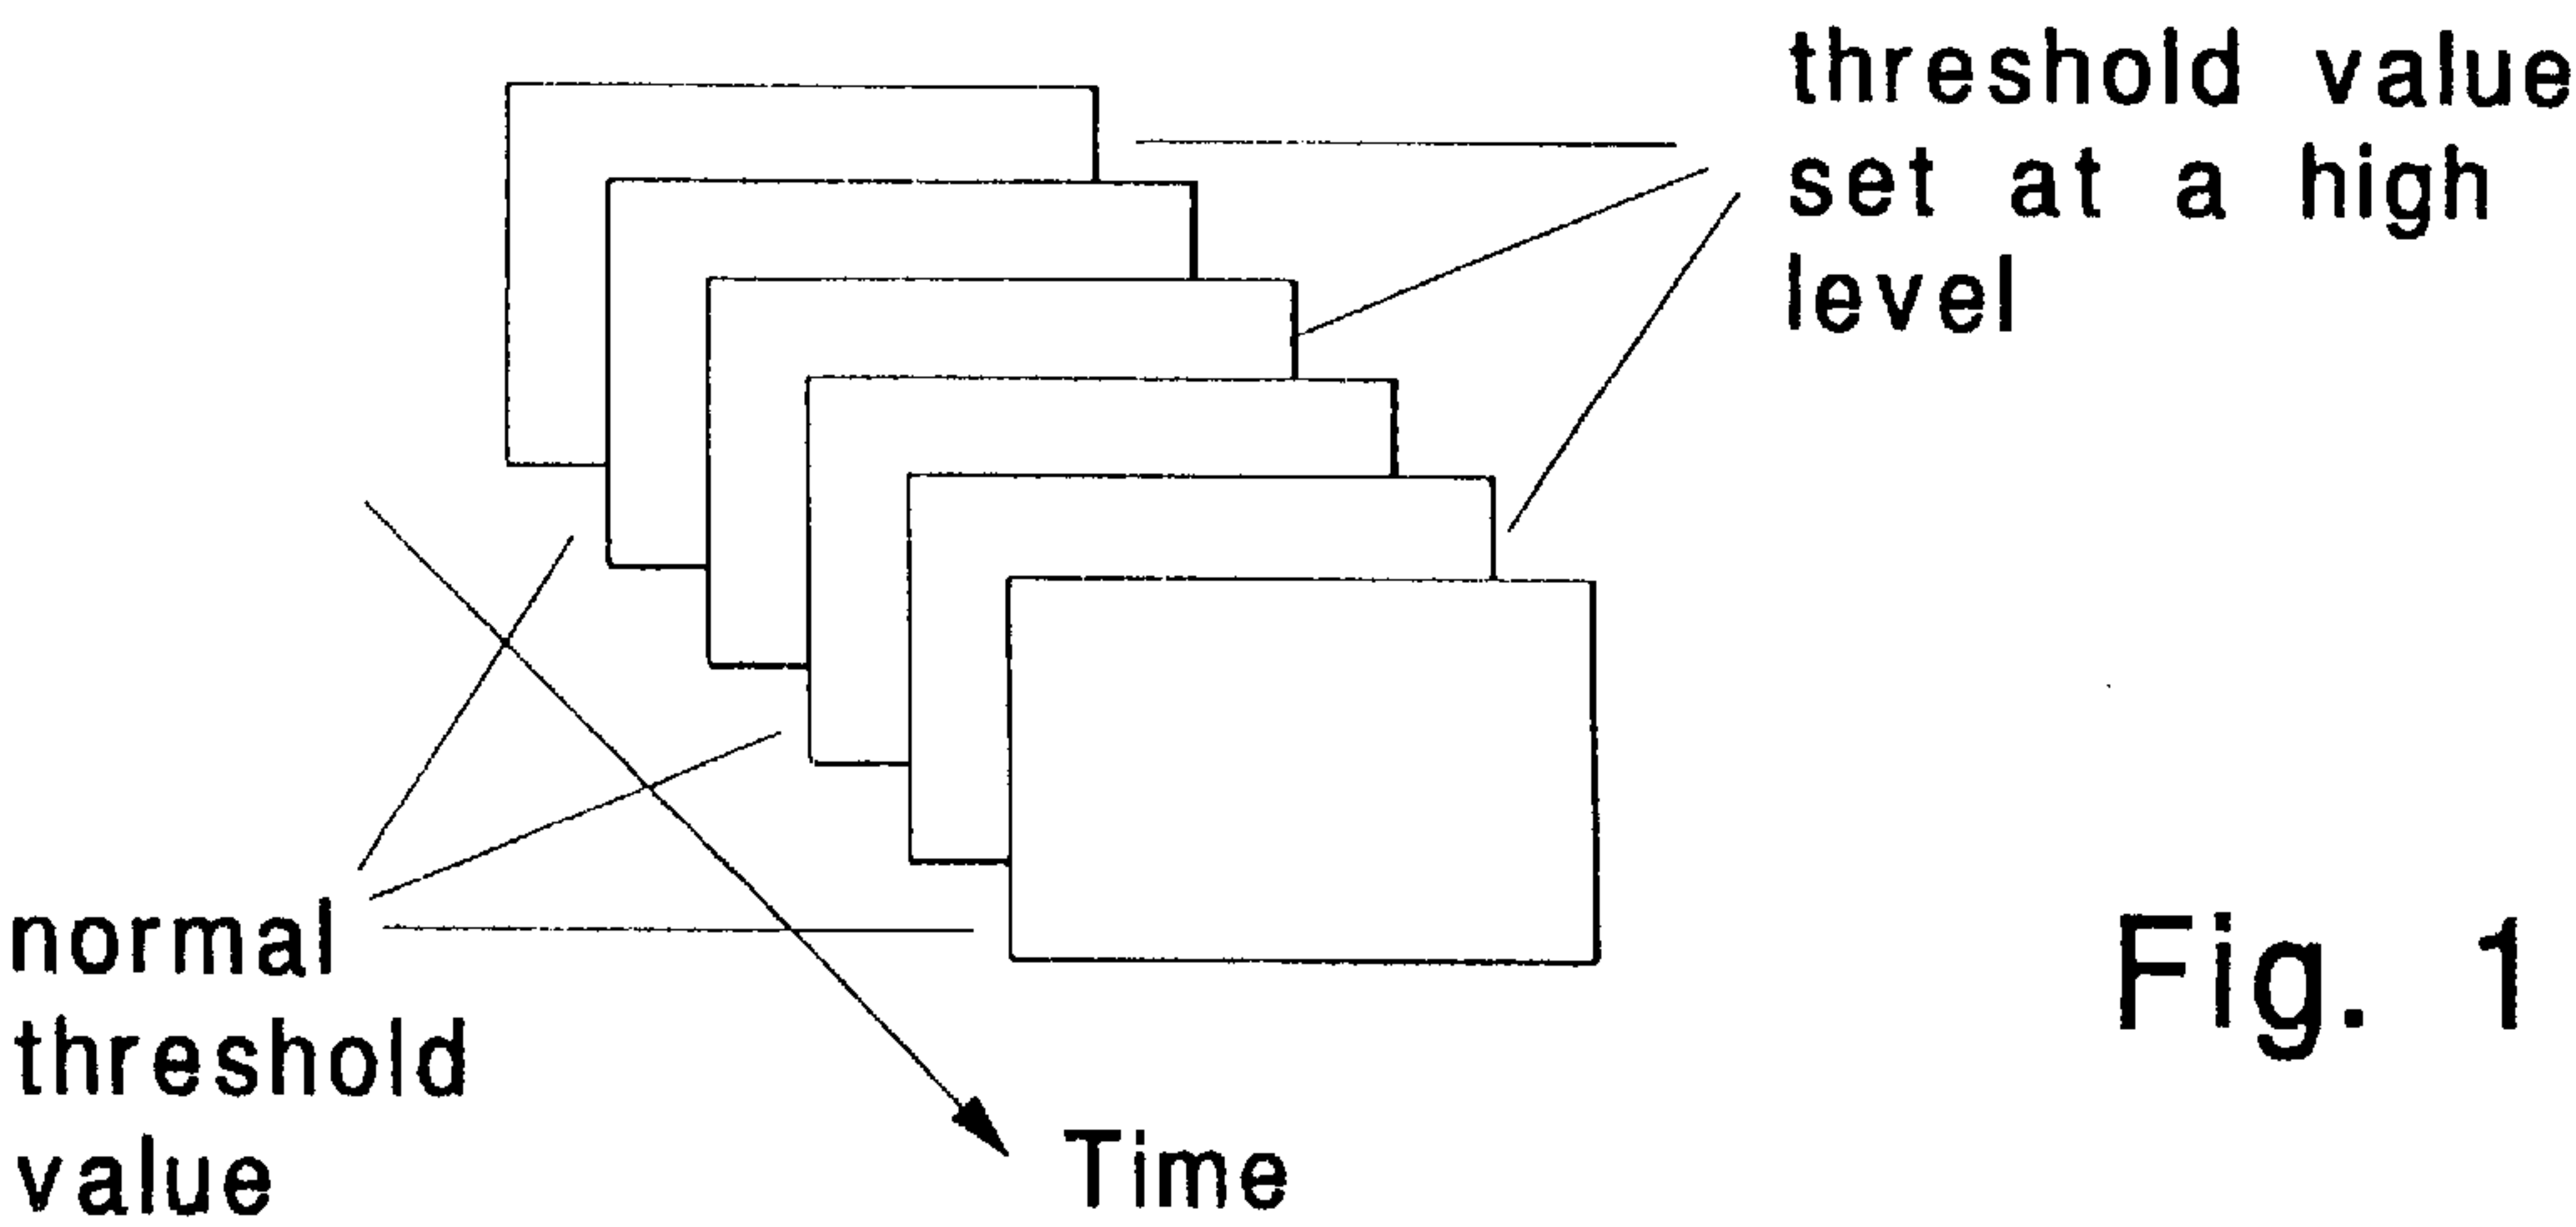 threshold value
set at a high
level
normal
threshold
value
Time
Fig. 1